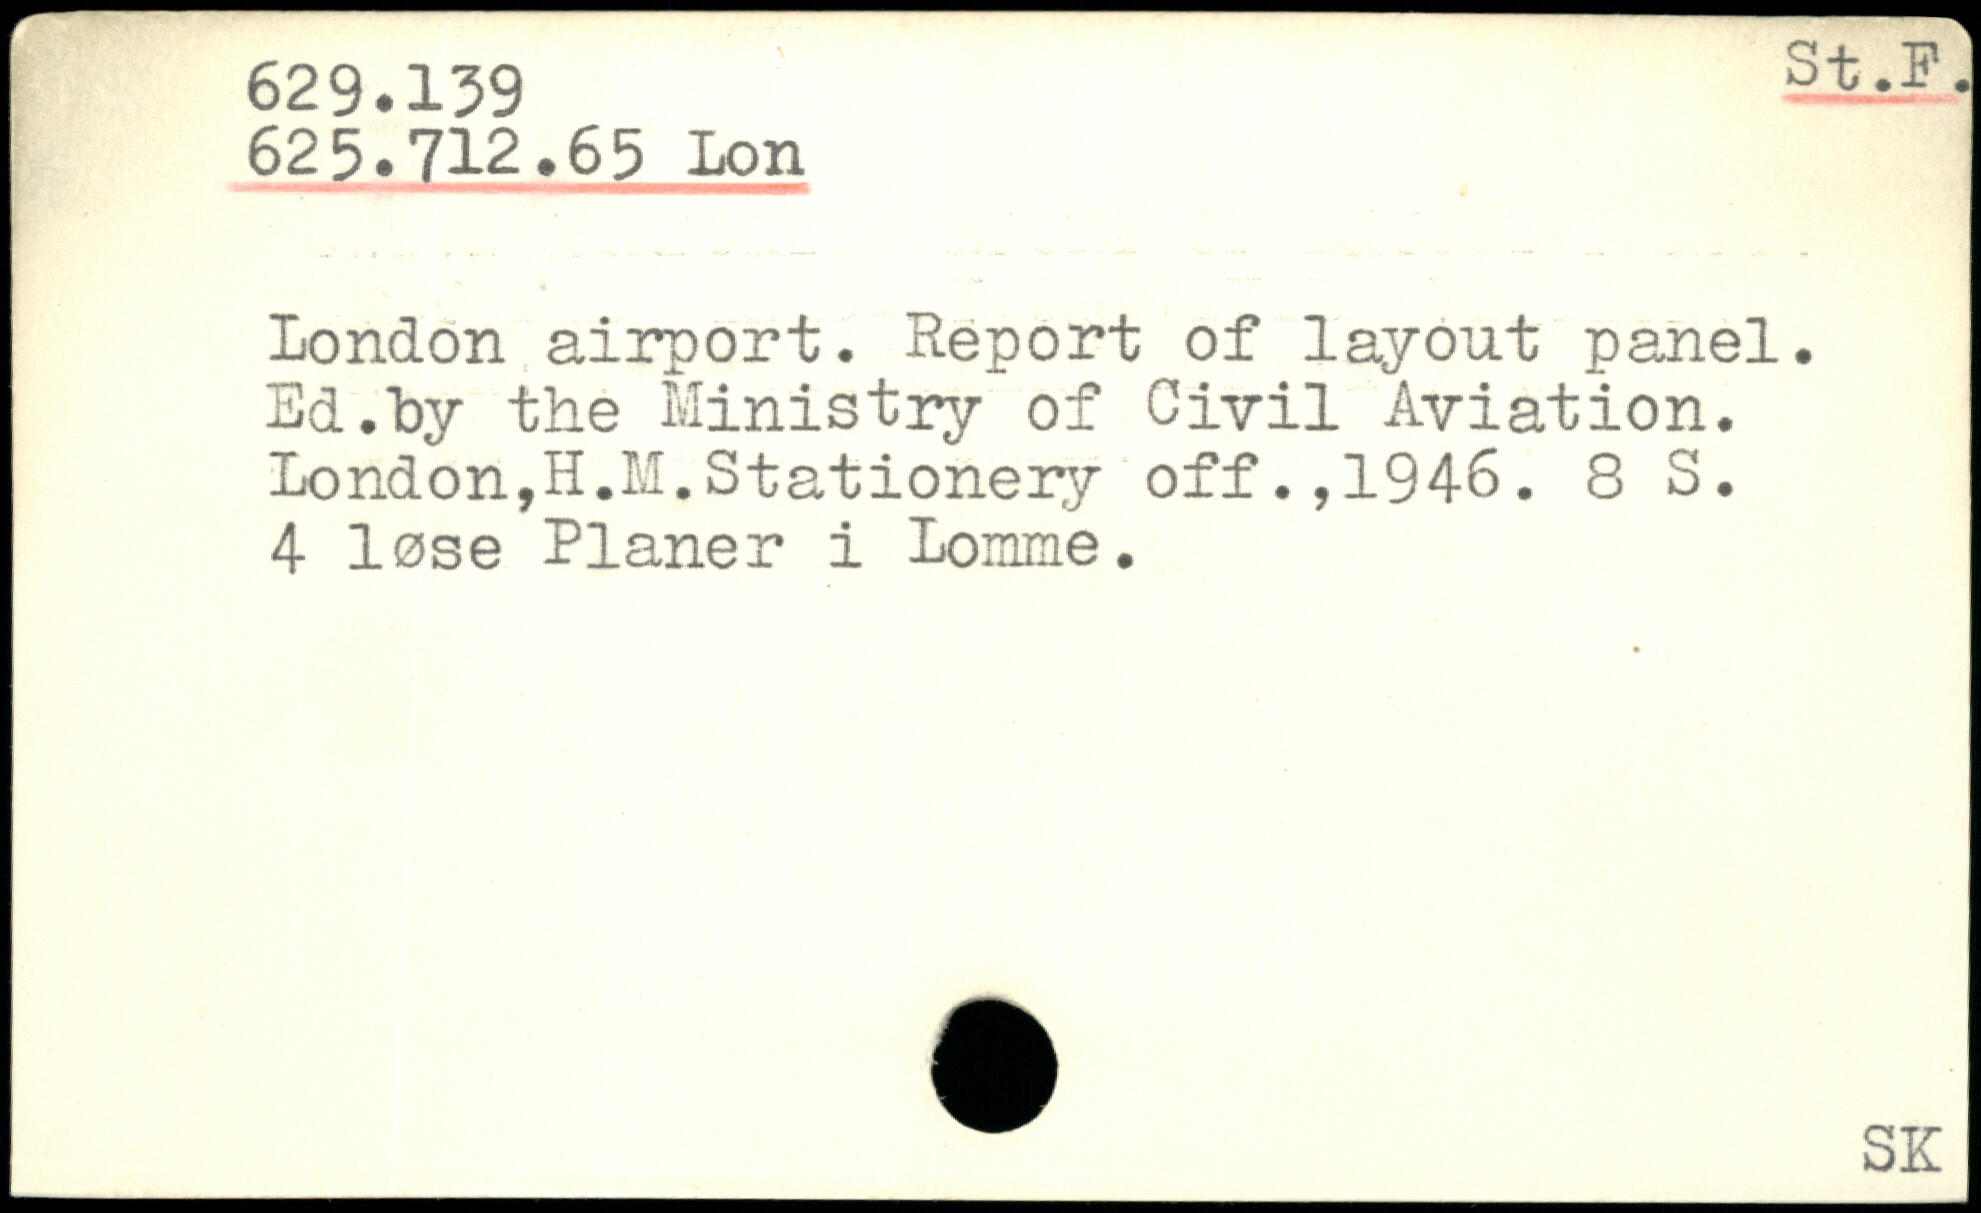 629.139
St.F.
625.712.65 Lon
London airport. Report of layout panel.
Ed.by the Ministry of Civil Aviation.
London,H.M.Stationery off.,1946. 8 S.
4 løse Planer i Lomme.
SK